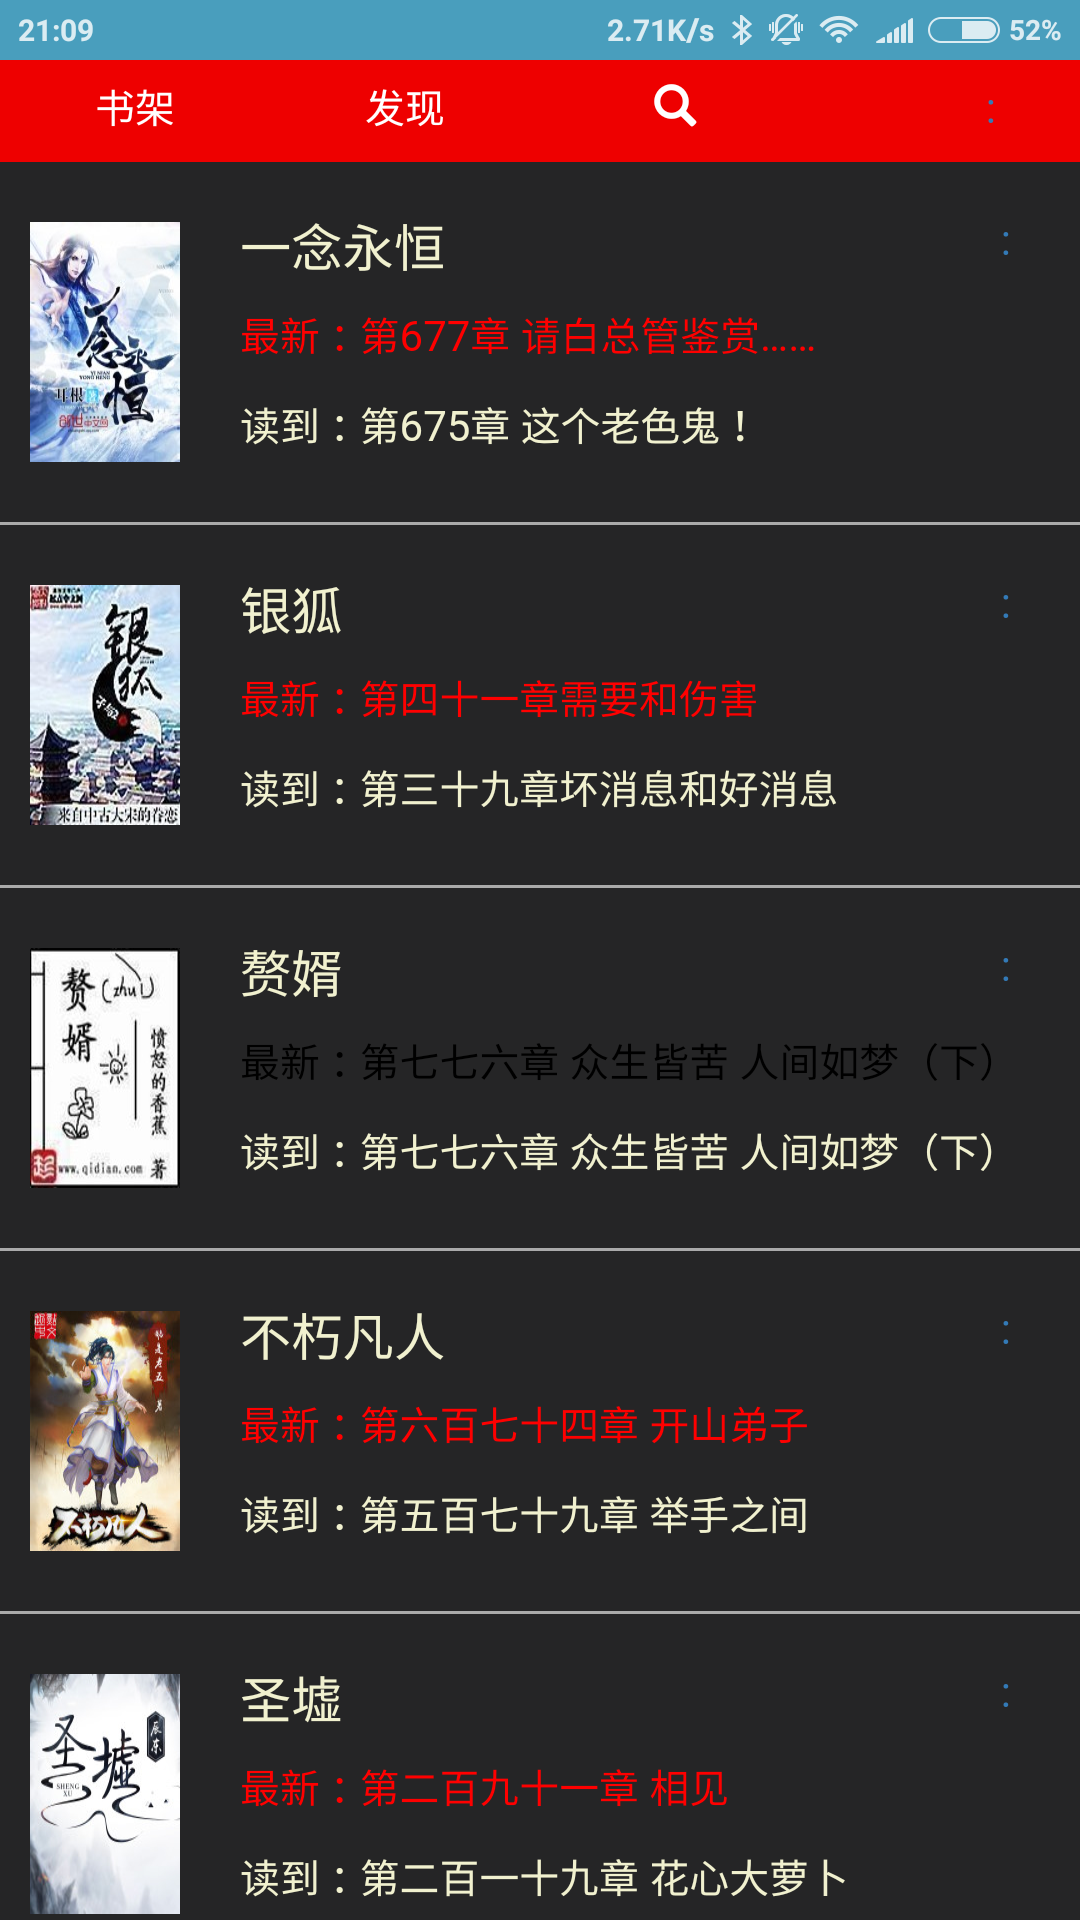 21:09 2.71K/s 52%
书架 发现 :
一念永恒 :
最新：第677章 请白总管鉴赏……
读到：第675章 这个老色鬼！
一念永恒
YI NIAN
YONG HENG
耳根
银狐 :
最新：第四十一章需要和伤害
读到：第三十九章坏消息和好消息
银狐
来自中古大宋的眷恋
赘婿 :
最新：第七七六章 众生皆苦 人间如梦（下）
读到：第七七六章 众生皆苦 人间如梦（下）
赘(zhuì)
婿
愤怒的香蕉
著
www.qidian.com
不朽凡人 :
最新：第六百七十四章 开山弟子
读到：第五百七十九章 举手之间
不朽凡人
圣墟 :
最新：第二百九十一章 相见
读到：第二百一十九章 花心大萝卜
圣墟
SHENG
XU
辰东